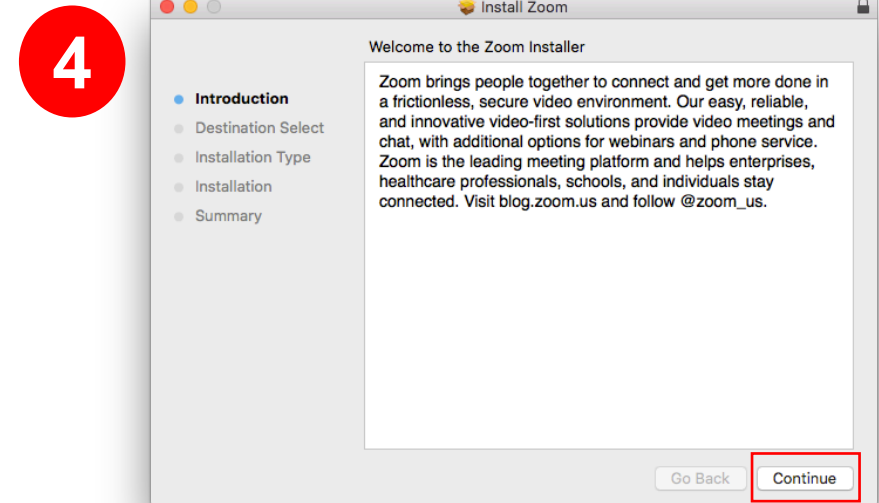 4
Install Zoom
Welcome to the Zoom Installer
Introduction
Destination Select
Installation Type
Installation
Summary
Zoom brings people together to connect and get more done in
a frictionless, secure video environment. Our easy, reliable,
and innovative video-first solutions provide video meetings and
chat, with additional options for webinars and phone service.
Zoom is the leading meeting platform and helps enterprises,
healthcare professionals, schools, and individuals stay
connected. Visit blog.zoom.us and follow @zoom_us.
Go Back
Continue